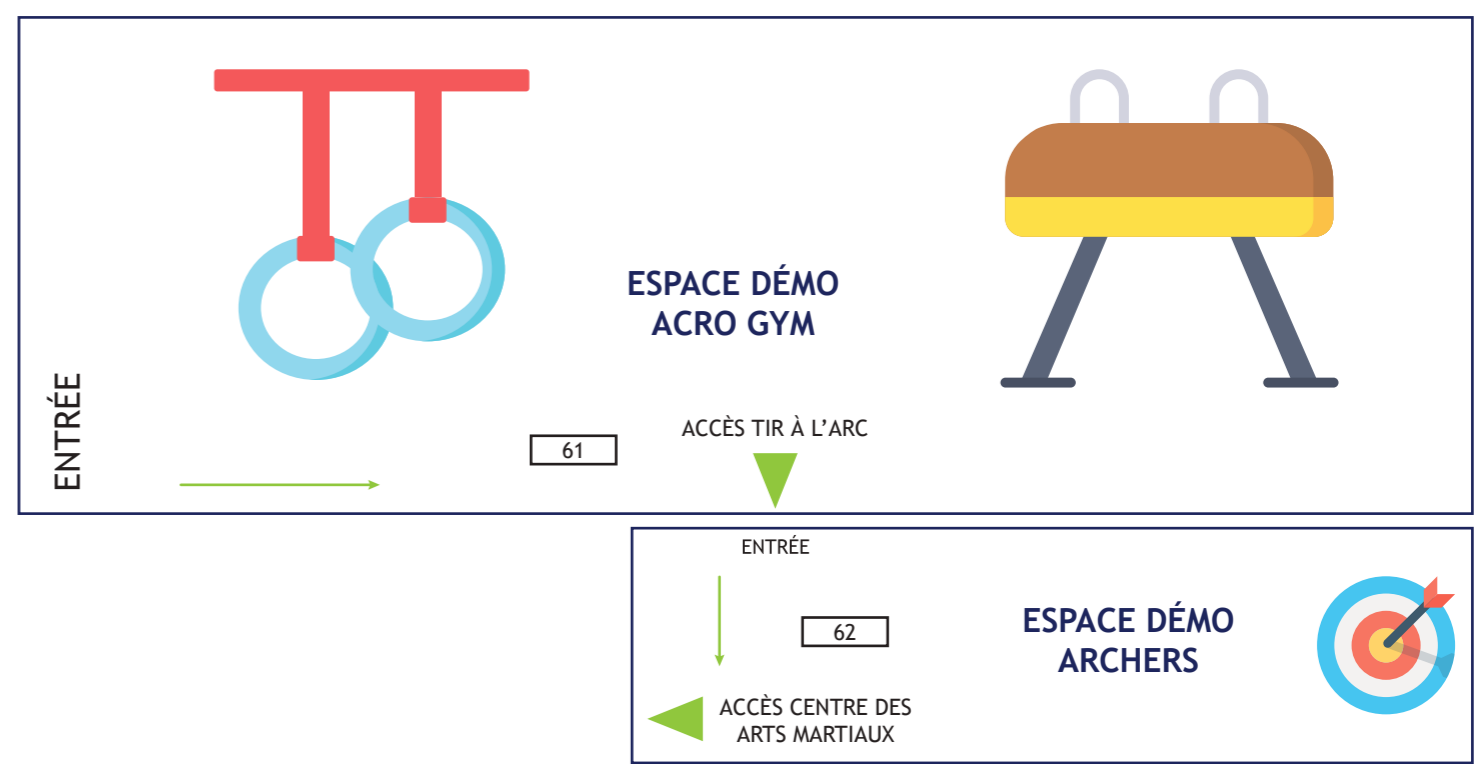 ESPACE DÉMO
ACRO GYM
ENTRÉE
ACCÈS TIR À L’ARC
61
ENTRÉE
62
ESPACE DÉMO
ARCHERS
ACCÈS CENTRE DES
ARTS MARTIAUX